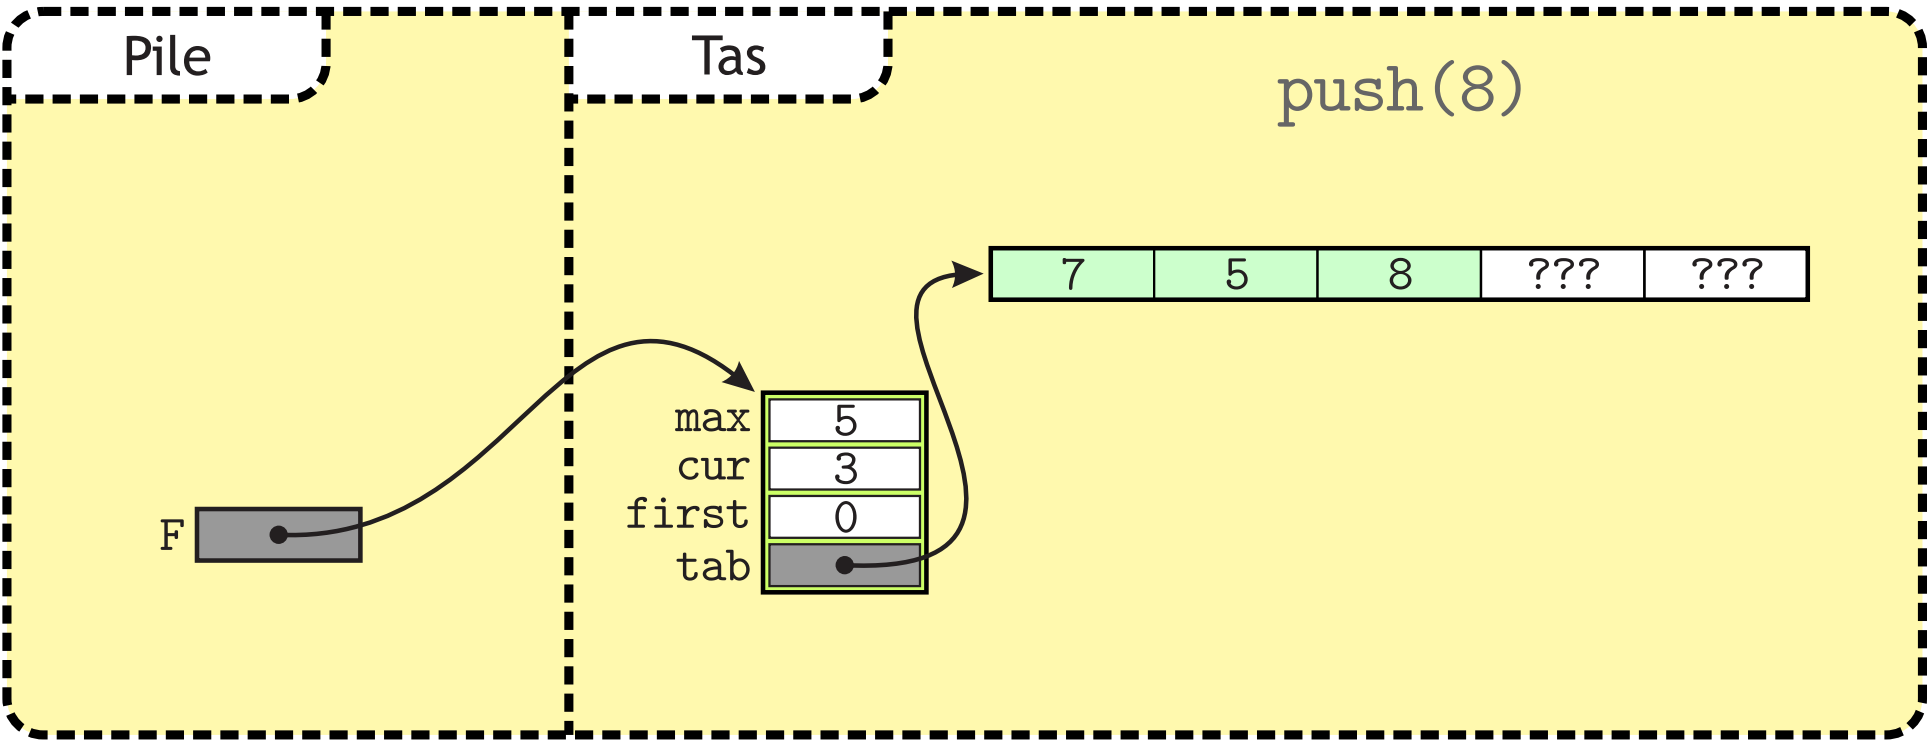 Pile
Tas
push(8)
7 5 8 ??? ???
max 5
cur 3
first 0
F
tab